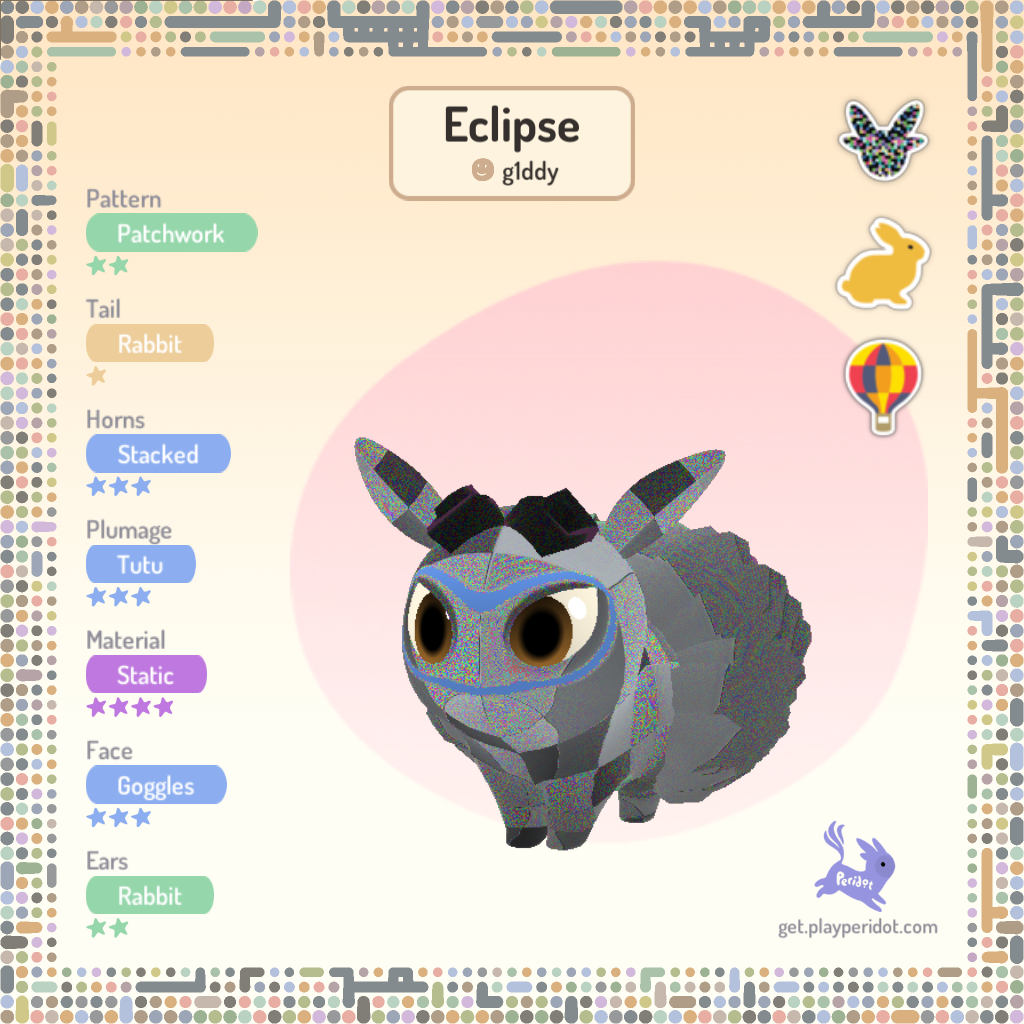 Eclipse
g1ddy
Pattern
Patchwork
Tail
Rabbit
Horns
Stacked
Plumage
Tutu
Material
Static
Face
Goggles
Ears
Rabbit
Peridot
get.playperidot.com